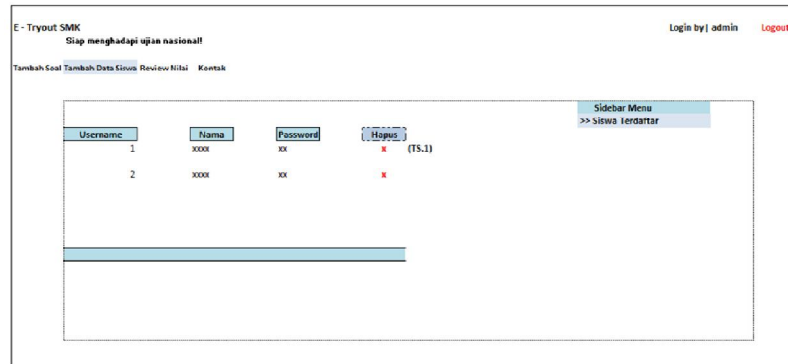 E - Tryout SMK
Login by| admin Logout
Siap menghadapi ujian nasional!
Tambah Soal Tambah Data Siswa Review Nilai Kontak
Sidebar Menu
>> Siswa Terdaftar
Username Nama Password Hapus
1 xxxx xx x (TS.1)
2 xxxx xx x